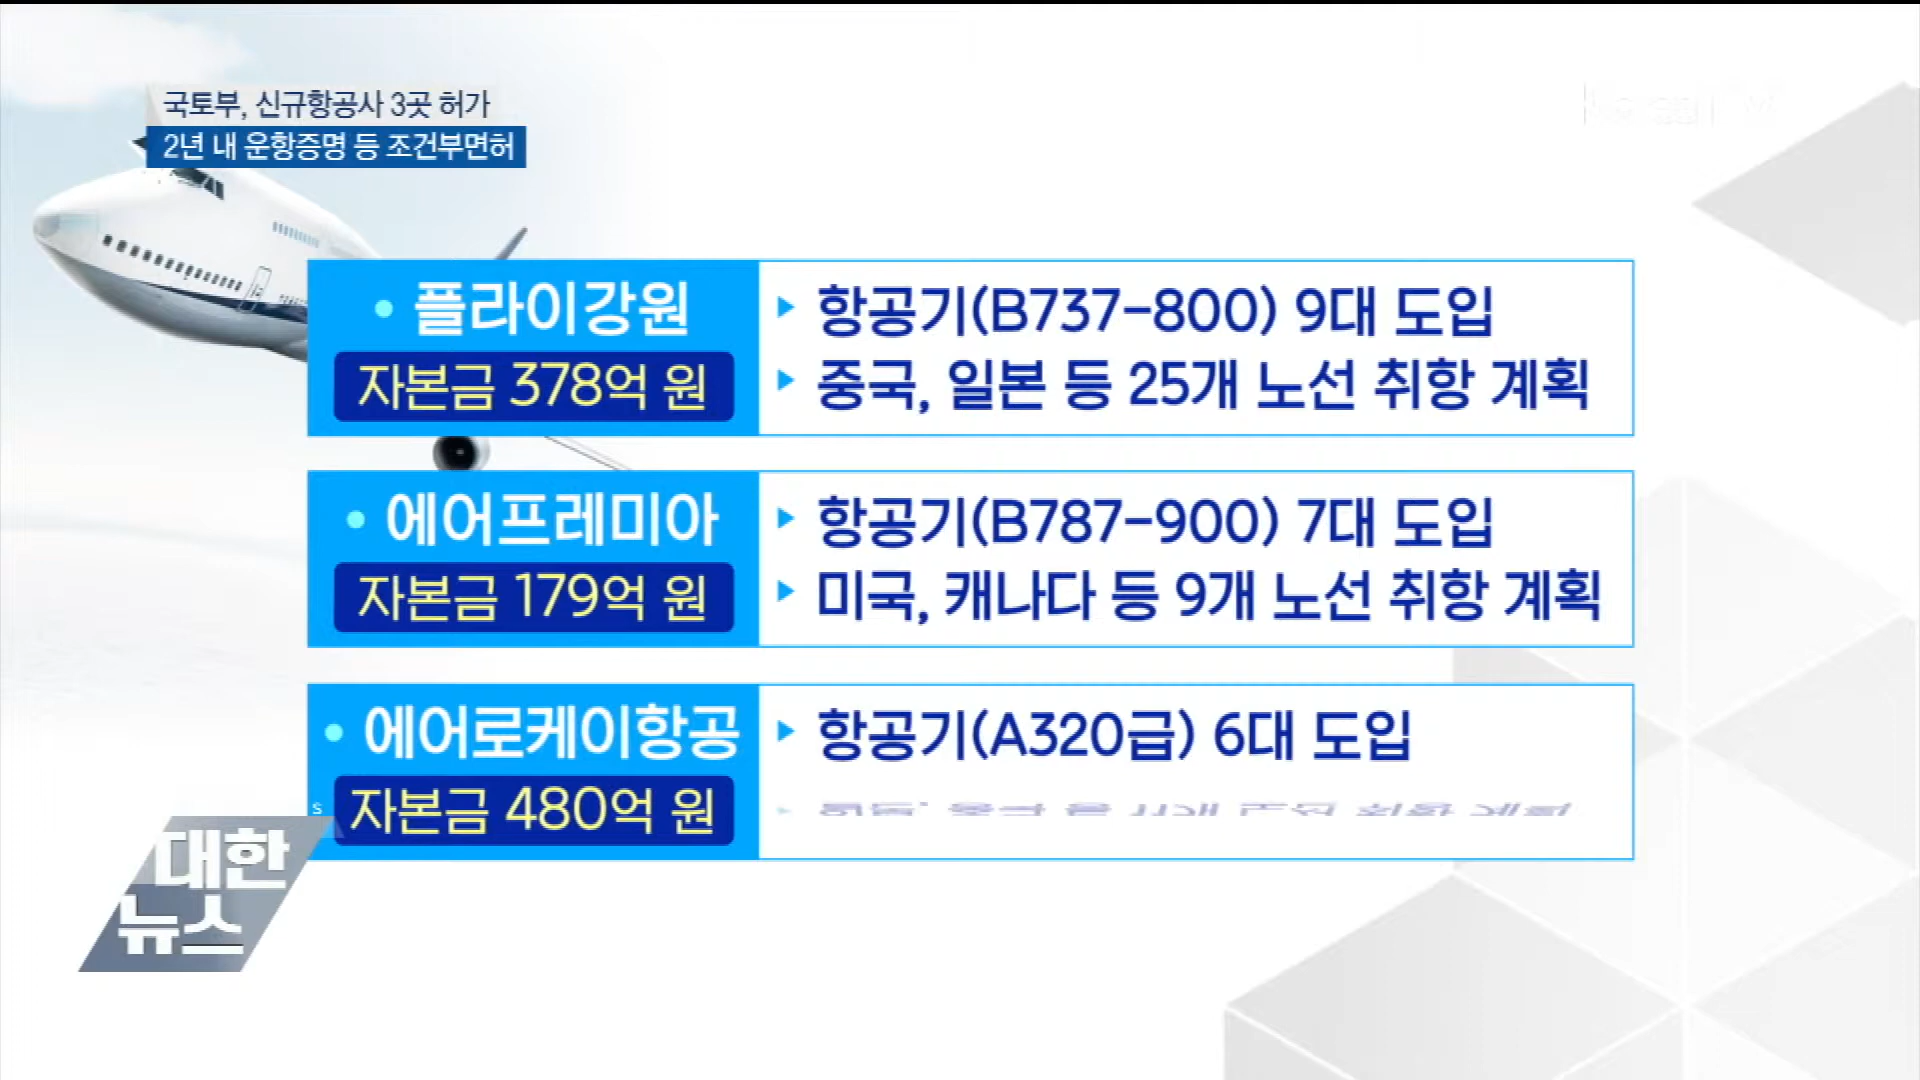 국토부, 신규항공사 3곳 허가
2년 내 운항증명 등 조건부면허
• 플라이강원
자본금 378억 원
▶ 항공기(B737-800) 9대 도입
▶ 중국, 일본 등 25개 노선 취항 계획
• 에어프레미아
자본금 179억 원
▶ 항공기(B787-900) 7대 도입
▶ 미국, 캐나다 등 9개 노선 취항 계획
• 에어로케이항공
자본금 480억 원
▶ 항공기(A320급) 6대 도입
노선 취항 계획
s
대한
뉴스